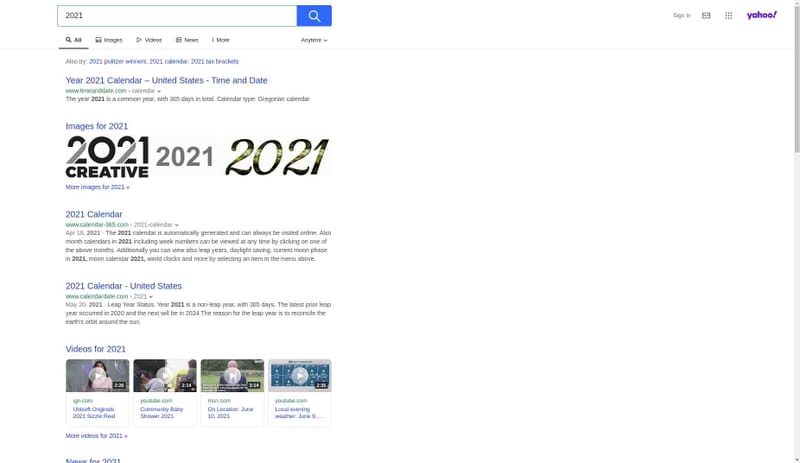 2021
Sign In
yahoo!
All
Images
Videos
News
More
Anytime
Also try: 2021 pulitzer winners, 2021 calendar, 2021 tax brackets
Year 2021 Calendar – United States - Time and Date
www.timeanddate.com › calendar
The year 2021 is a common year, with 365 days in total. Calendar type: Gregorian calendar
Images for 2021
2021
CREATIVE
2021
2021
More images for 2021 »
2021 Calendar
www.calendar-365.com › 2021-calendar
Apr 18, 2021 · The 2021 calendar is automatically generated and can always be visited online. Also
month calendars in 2021 including week numbers can be viewed at any time by clicking on one of
the above months. Additionally you can view also leap years, daylight saving, current moon phase
in 2021, moon calendar 2021, world clocks and more by selecting an item in the menu above.
2021 Calendar - United States
www.calendardate.com › 2021
May 20, 2021 · Leap Year Status. Year 2021 is a non-leap year, with 365 days. The latest prior leap
year occurred in 2020 and the next will be in 2024.The reason for the leap year is to reconcile the
earth's orbit around the sun.
Videos for 2021
2:26
2:14
3:14
2:35
ign.com
Ubisoft Originals
2021 Sizzle Reel
youtube.com
Community Baby
Shower 2021
msn.com
On Location: June
10, 2021
youtube.com
Local evening
weather: June 9,...
More videos for 2021 »
News for 2021